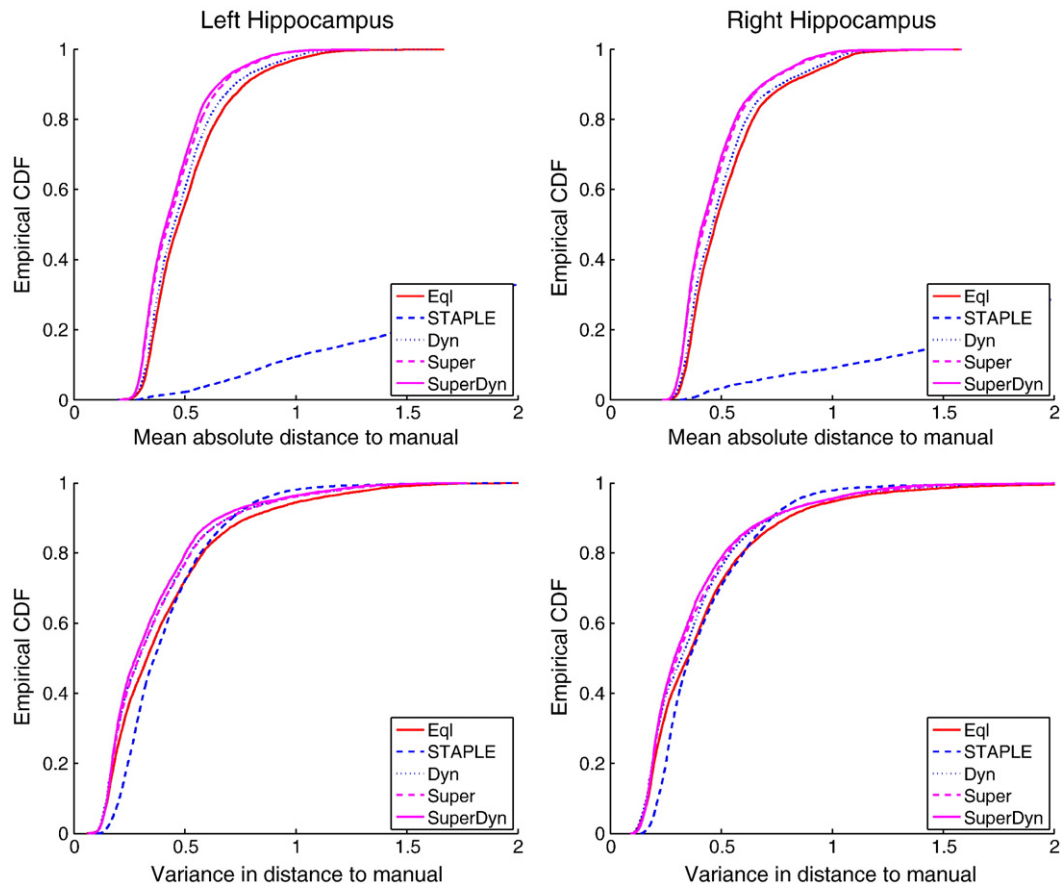 Left Hippocampus
Right Hippocampus
Empirical CDF
1
0.8
0.6
0.4
0.2
0
Eql
STAPLE
Dyn
Super
SuperDyn
0
0.5
1
1.5
2
Mean absolute distance to manual
Empirical CDF
1
0.8
0.6
0.4
0.2
0
Eql
STAPLE
Dyn
Super
SuperDyn
0
0.5
1
1.5
2
Mean absolute distance to manual
Empirical CDF
1
0.8
0.6
0.4
0.2
0
Eql
STAPLE
Dyn
Super
SuperDyn
0
0.5
1
1.5
2
Variance in distance to manual
Empirical CDF
1
0.8
0.6
0.4
0.2
0
Eql
STAPLE
Dyn
Super
SuperDyn
0
0.5
1
1.5
2
Variance in distance to manual